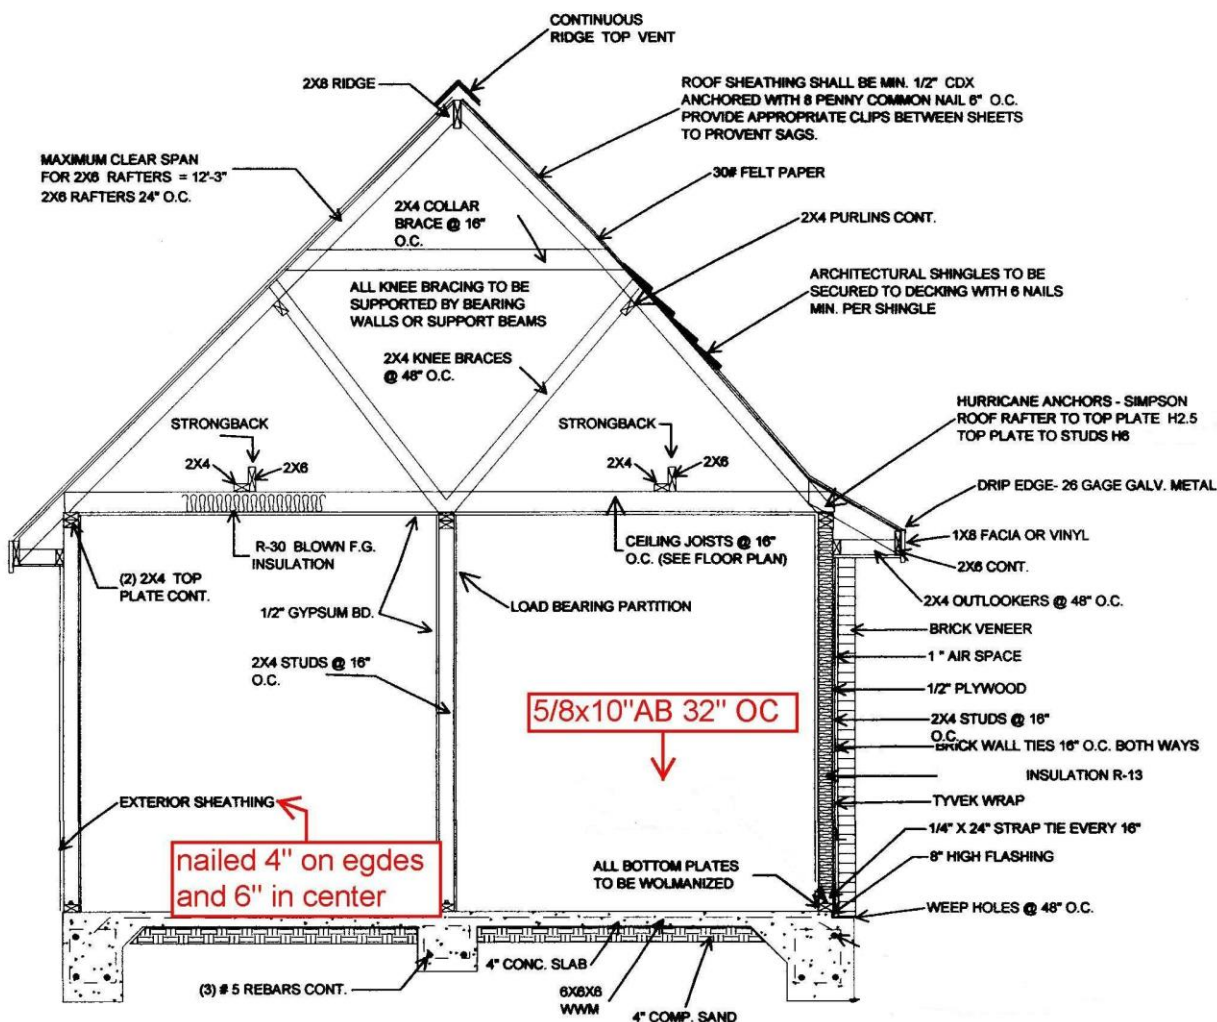 CONTINUOUS
RIDGE TOP VENT
2X8 RIDGE
ROOF SHEATHING SHALL BE MIN. 1/2" CDX
ANCHORED WITH 8 PENNY COMMON NAIL 6" O.C.
PROVIDE APPROPRIATE CLIPS BETWEEN SHEETS
TO PROVENT SAGS.
MAXIMUM CLEAR SPAN
FOR 2X6 RAFTERS = 12'-3"
2X6 RAFTERS 24" O.C.
30# FELT PAPER
2X4 COLLAR
BRACE @ 16"
O.C.
2X4 PURLINS CONT.
ALL KNEE BRACING TO BE
SUPPORTED BY BEARING
WALLS OR SUPPORT BEAMS
ARCHITECTURAL SHINGLES TO BE
SECURED TO DECKING WITH 6 NAILS
MIN. PER SHINGLE
2X4 KNEE BRACES
@ 48" O.C.
HURRICANE ANCHORS - SIMPSON
ROOF RAFTER TO TOP PLATE H2.5
TOP PLATE TO STUDS H6
STRONGBACK
2X4
2X6
STRONGBACK
2X4
2X6
DRIP EDGE- 26 GAGE GALV. METAL
1X8 FACIA OR VINYL
2X6 CONT.
2X4 OUTLOOKERS @ 48" O.C.
R-30 BLOWN F.G.
INSULATION
CEILING JOISTS @ 16"
O.C. (SEE FLOOR PLAN)
(2) 2X4 TOP
PLATE CONT.
1/2" GYPSUM BD.
LOAD BEARING PARTITION
BRICK VENEER
1 " AIR SPACE
2X4 STUDS @ 16"
O.C.
1/2" PLYWOOD
5/8x10"AB 32" OC
2X4 STUDS @ 16"
O.C.
BRICK WALL TIES 16" O.C. BOTH WAYS
INSULATION R-13
EXTERIOR SHEATHING
TYVEK WRAP
nailed 4" on egdes
and 6" in center
1/4" X 24" STRAP TIE EVERY 16"
8" HIGH FLASHING
ALL BOTTOM PLATES
TO BE WOLMANIZED
WEEP HOLES @ 48" O.C.
4" CONC. SLAB
(3) # 5 REBARS CONT.
6X6X6
WWM
4" COMP. SAND